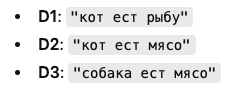 • D1: "кот ест рыбу"
• D2: "кот ест мясо"
• D3: "собака ест мясо"